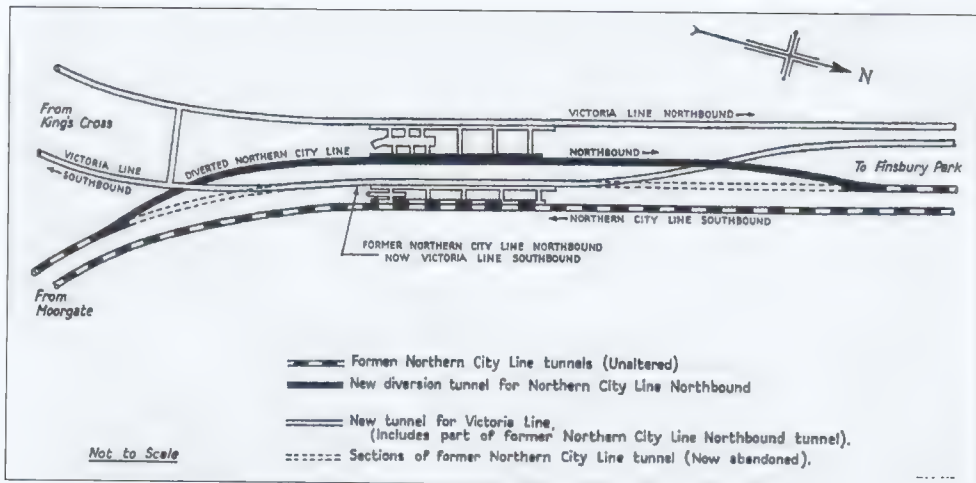 N
From
King's Cross
VICTORIA LINE NORTHBOUND
VICTORIA LINE
SOUTHBOUND
DIVERTED NORTHERN CITY LINE
NORTHBOUND
To Finsbury Park
NORTHERN CITY LINE SOUTHBOUND
FORMER NORTHERN CITY LINE NORTHBOUND
NOW VICTORIA LINE SOUTHBOUND
From
Moorgate
Former Northern City Line tunnels (Unaltered)
New diversion tunnel for Northern City Line Northbound
New tunnel for Victoria Line,
(Includes part of former Northern City Line Northbound tunnel).
Sections of former Northern City Line tunnel (Now abandoned).
Not to Scale